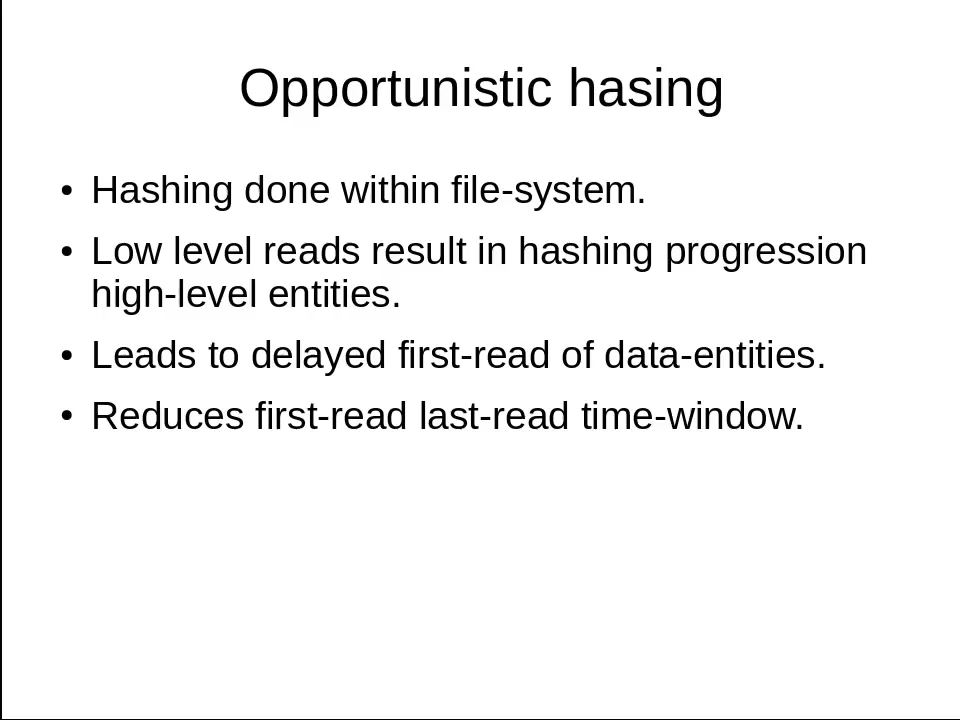 Opportunistic hasing
• Hashing done within file-system.
• Low level reads result in hashing progression
high-level entities.
• Leads to delayed first-read of data-entities.
• Reduces first-read last-read time-window.